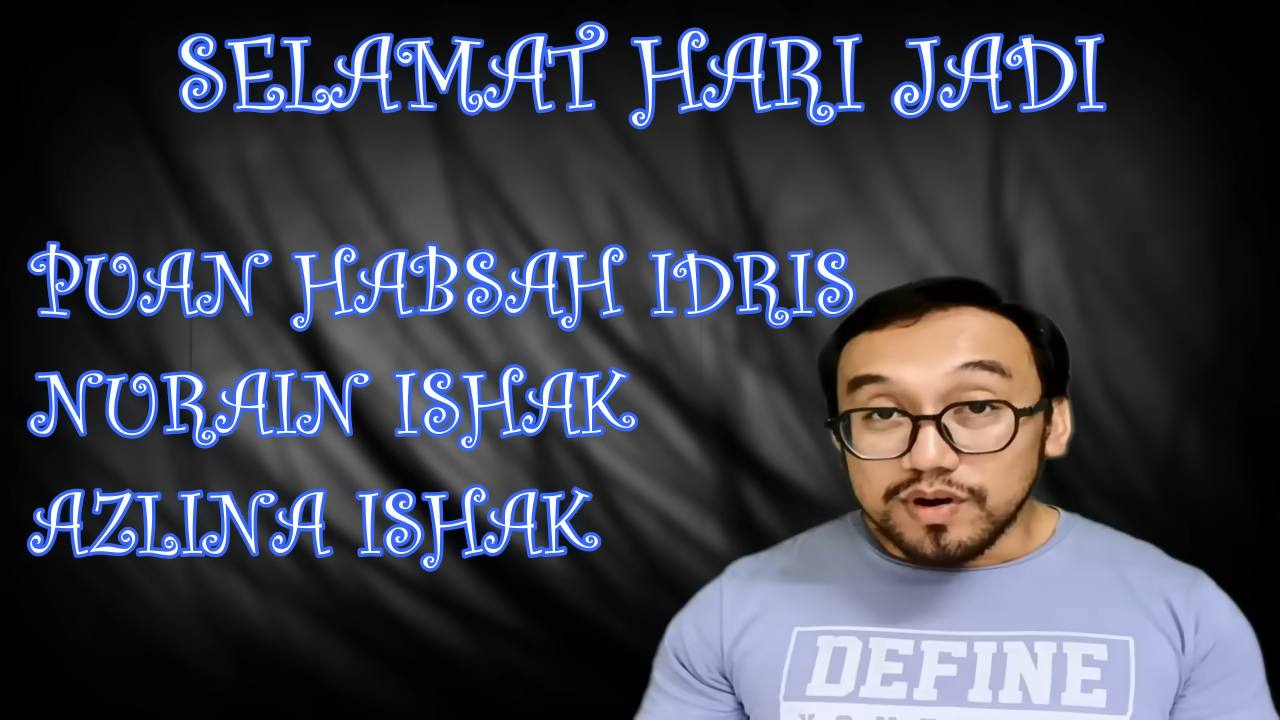 SELAMAT HARI JADI
PUAN HABSAH IDRIS
NURAIN ISHAK
AZLINA ISHAK
DEFINE